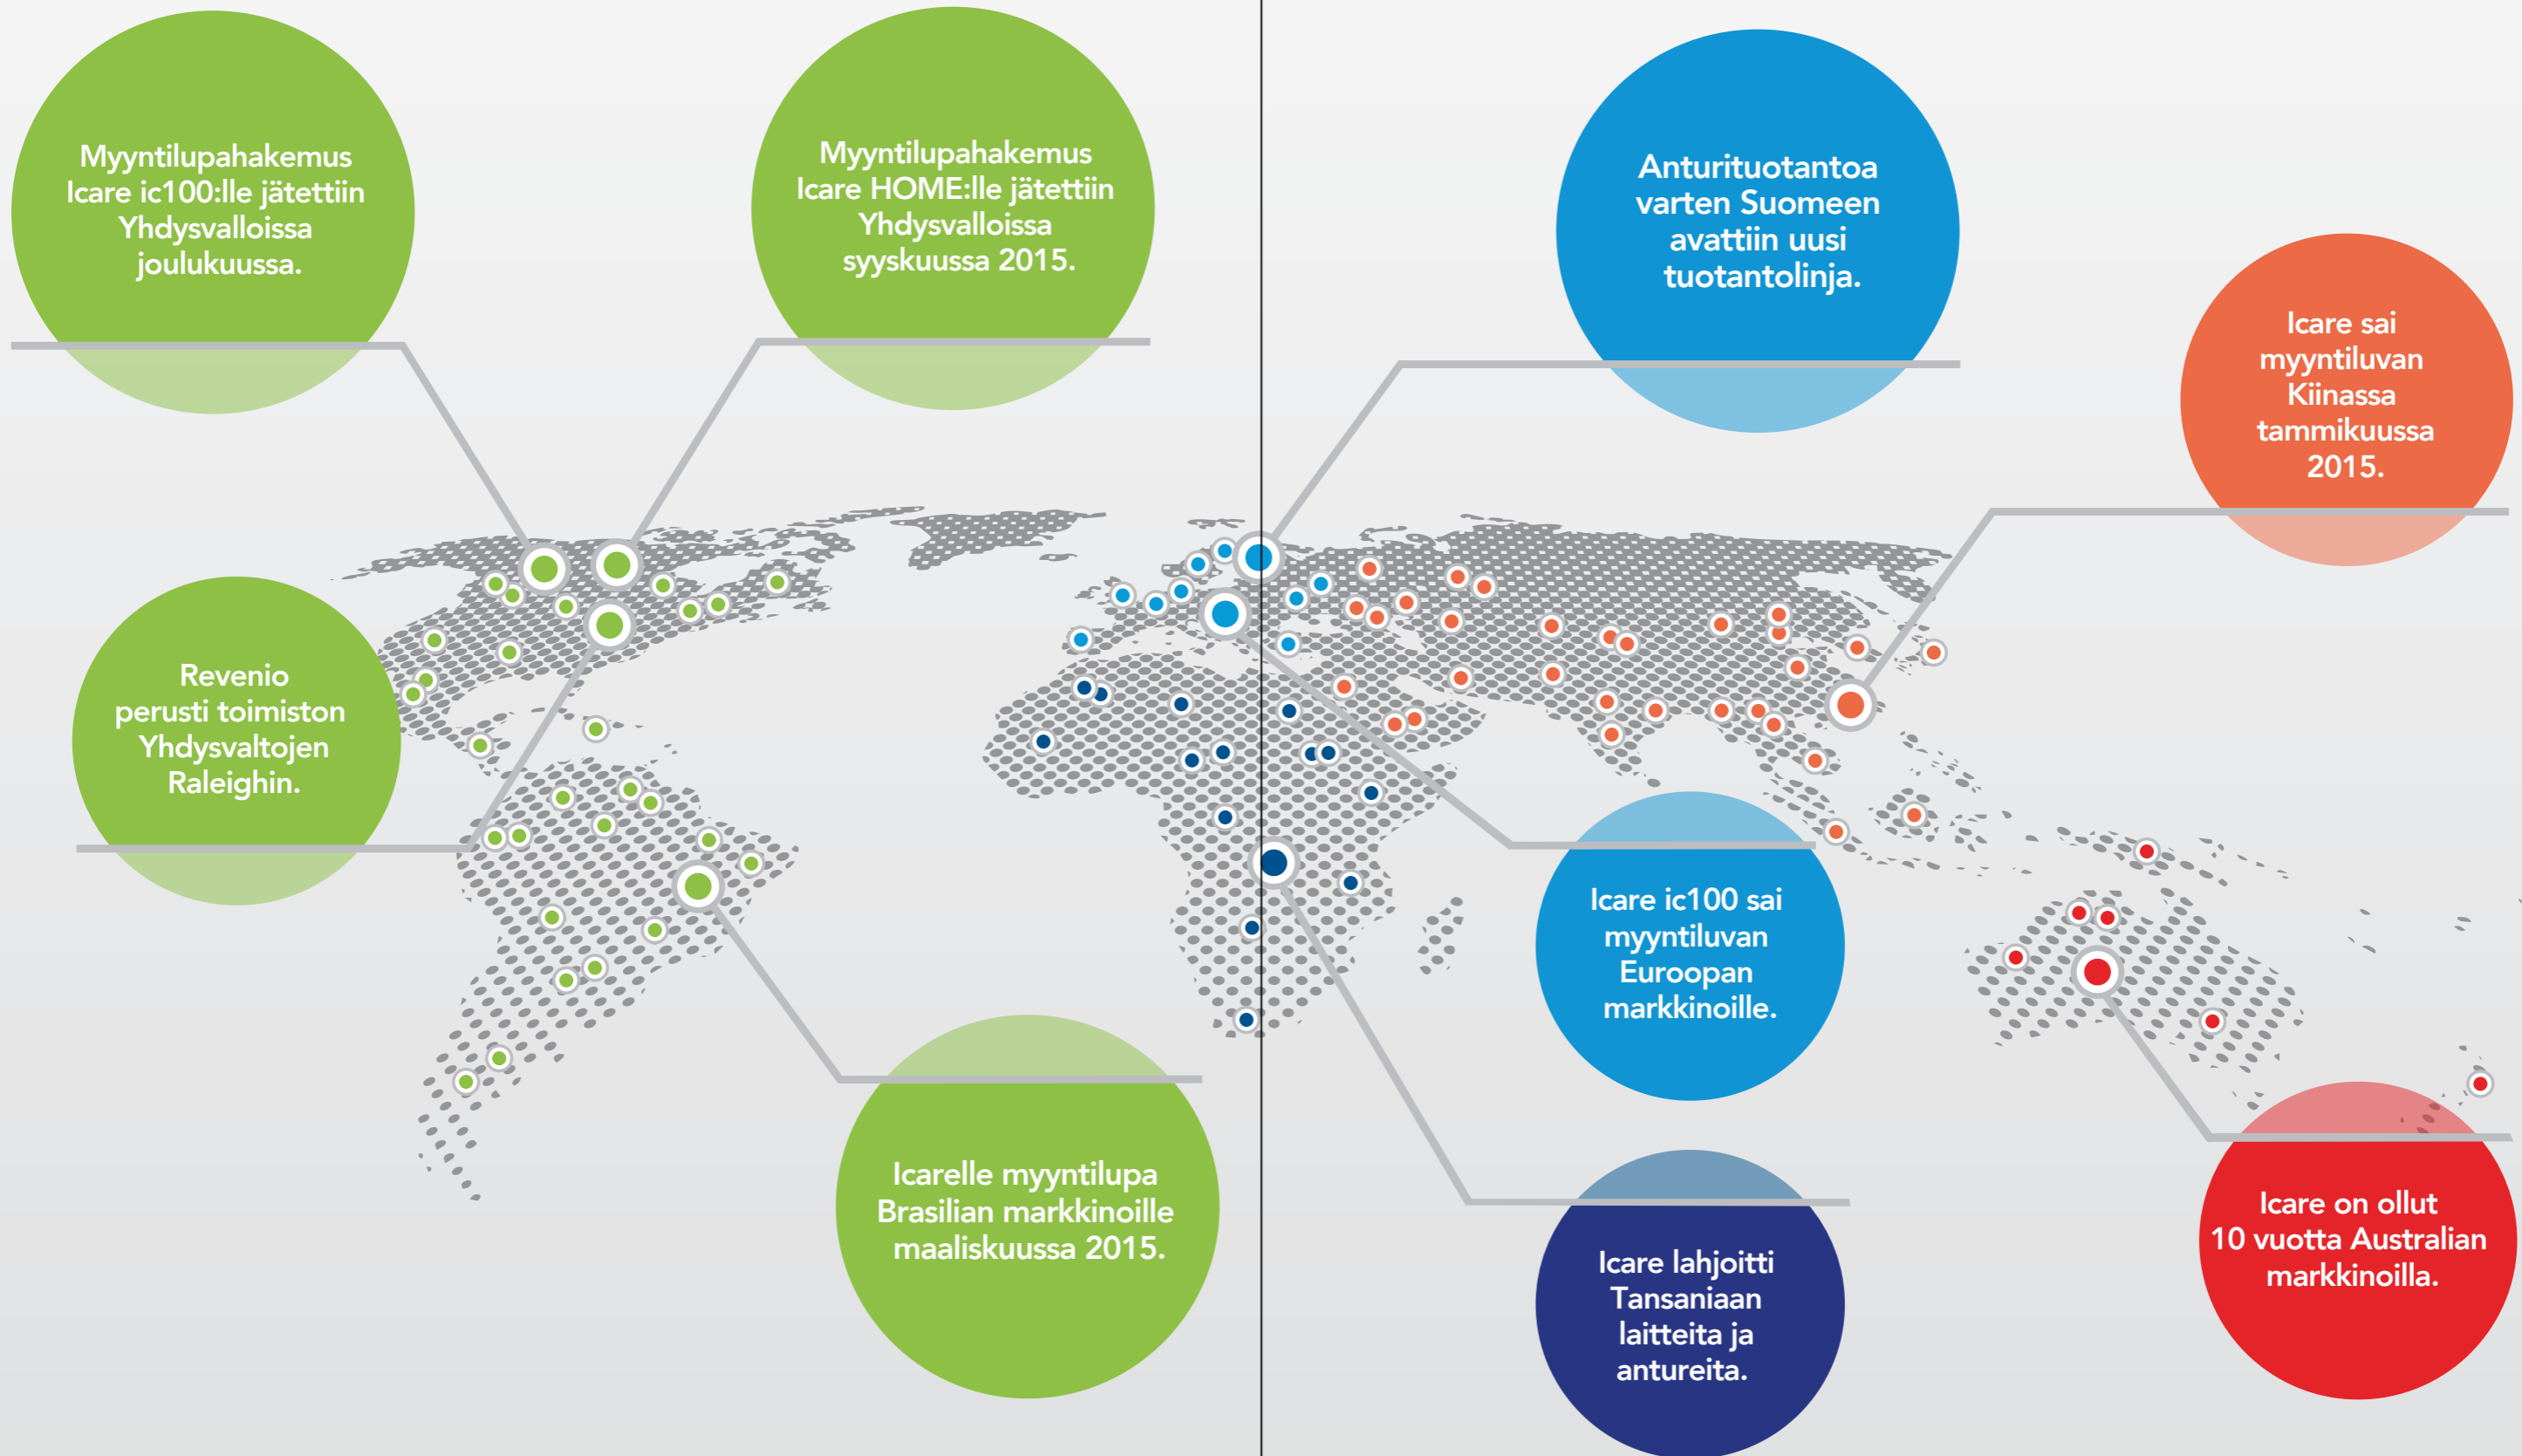 Myyntilupahakemus
Icare ic100:lle jätettiin
Yhdysvalloissa
joulukuussa.
Myyntilupahakemus
Icare HOME:lle jätettiin
Yhdysvalloissa
syyskuussa 2015.
Anturituotantoa
varten Suomeen
avattiin uusi
tuotantolinja.
Icare sai
myyntiluvan
Kiinassa
tammikuussa
2015.
Revenio
perusti toimiston
Yhdysvaltojen
Raleighin.
Icare ic100 sai
myyntiluvan
Euroopan
markkinoille.
Icarelle myyntilupa
Brasilian markkinoille
maaliskuussa 2015.
Icare lahjoitti
Tansaniaan
laitteita ja
antureita.
Icare on ollut
10 vuotta Australian
markkinoilla.